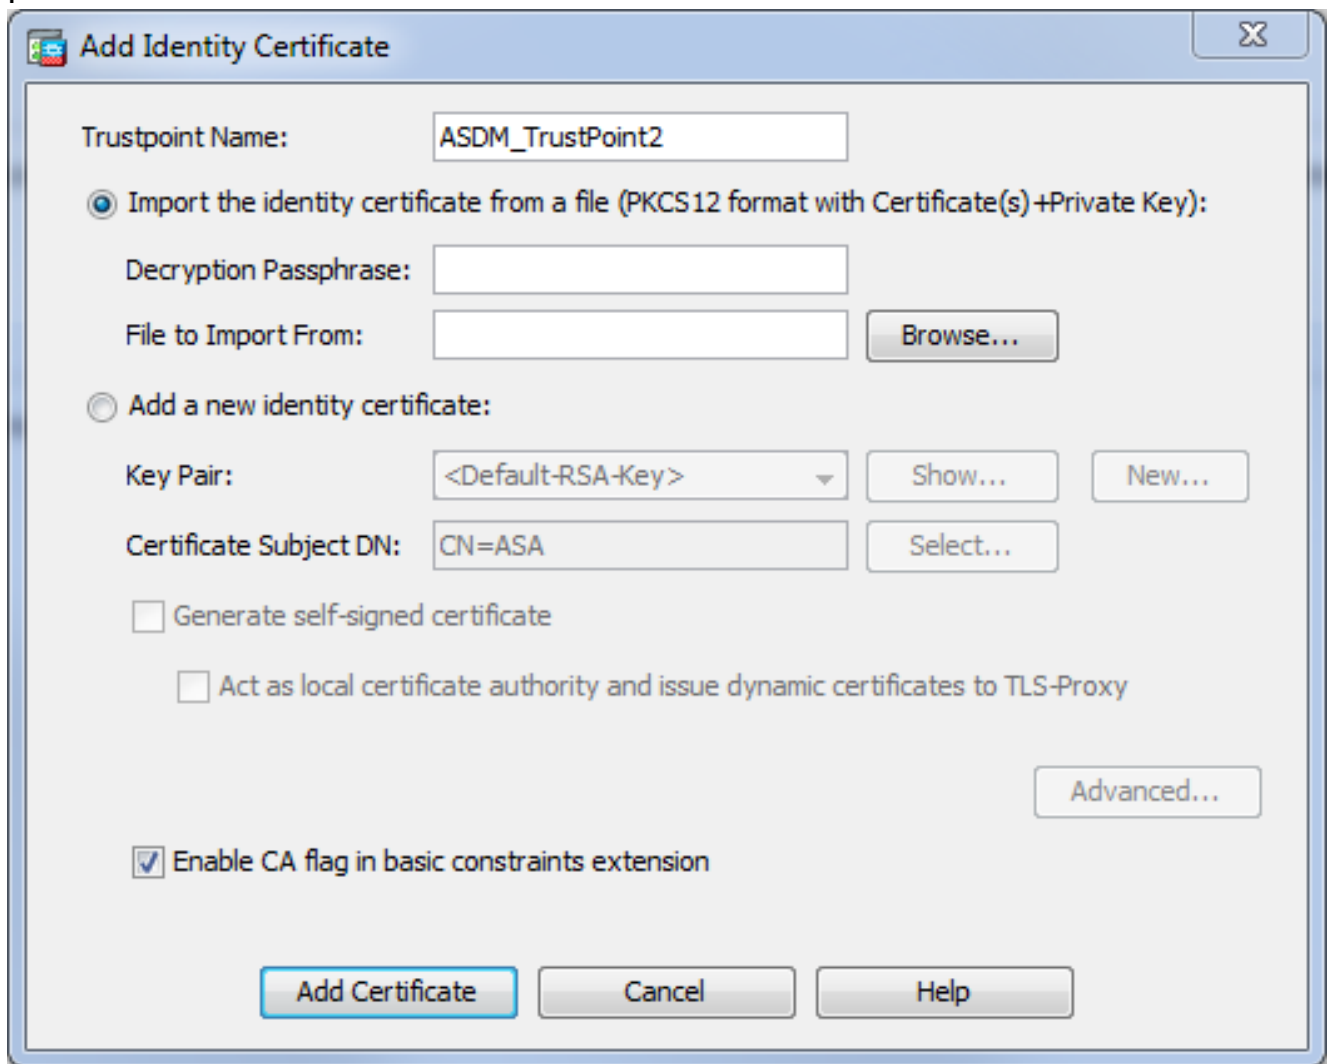 Add Identity Certificate
Trustpoint Name: ASDM_TrustPoint2
Import the identity certificate from a file (PKCS12 format with Certificate(s)+Private Key):
Decryption Passphrase:
File to Import From: Browse...
Add a new identity certificate:
Key Pair: <Default-RSA-Key> Show... New...
Certificate Subject DN: CN=ASA Select...
Generate self-signed certificate
Act as local certificate authority and issue dynamic certificates to TLS-Proxy
Advanced...
Enable CA flag in basic constraints extension
Add Certificate Cancel Help